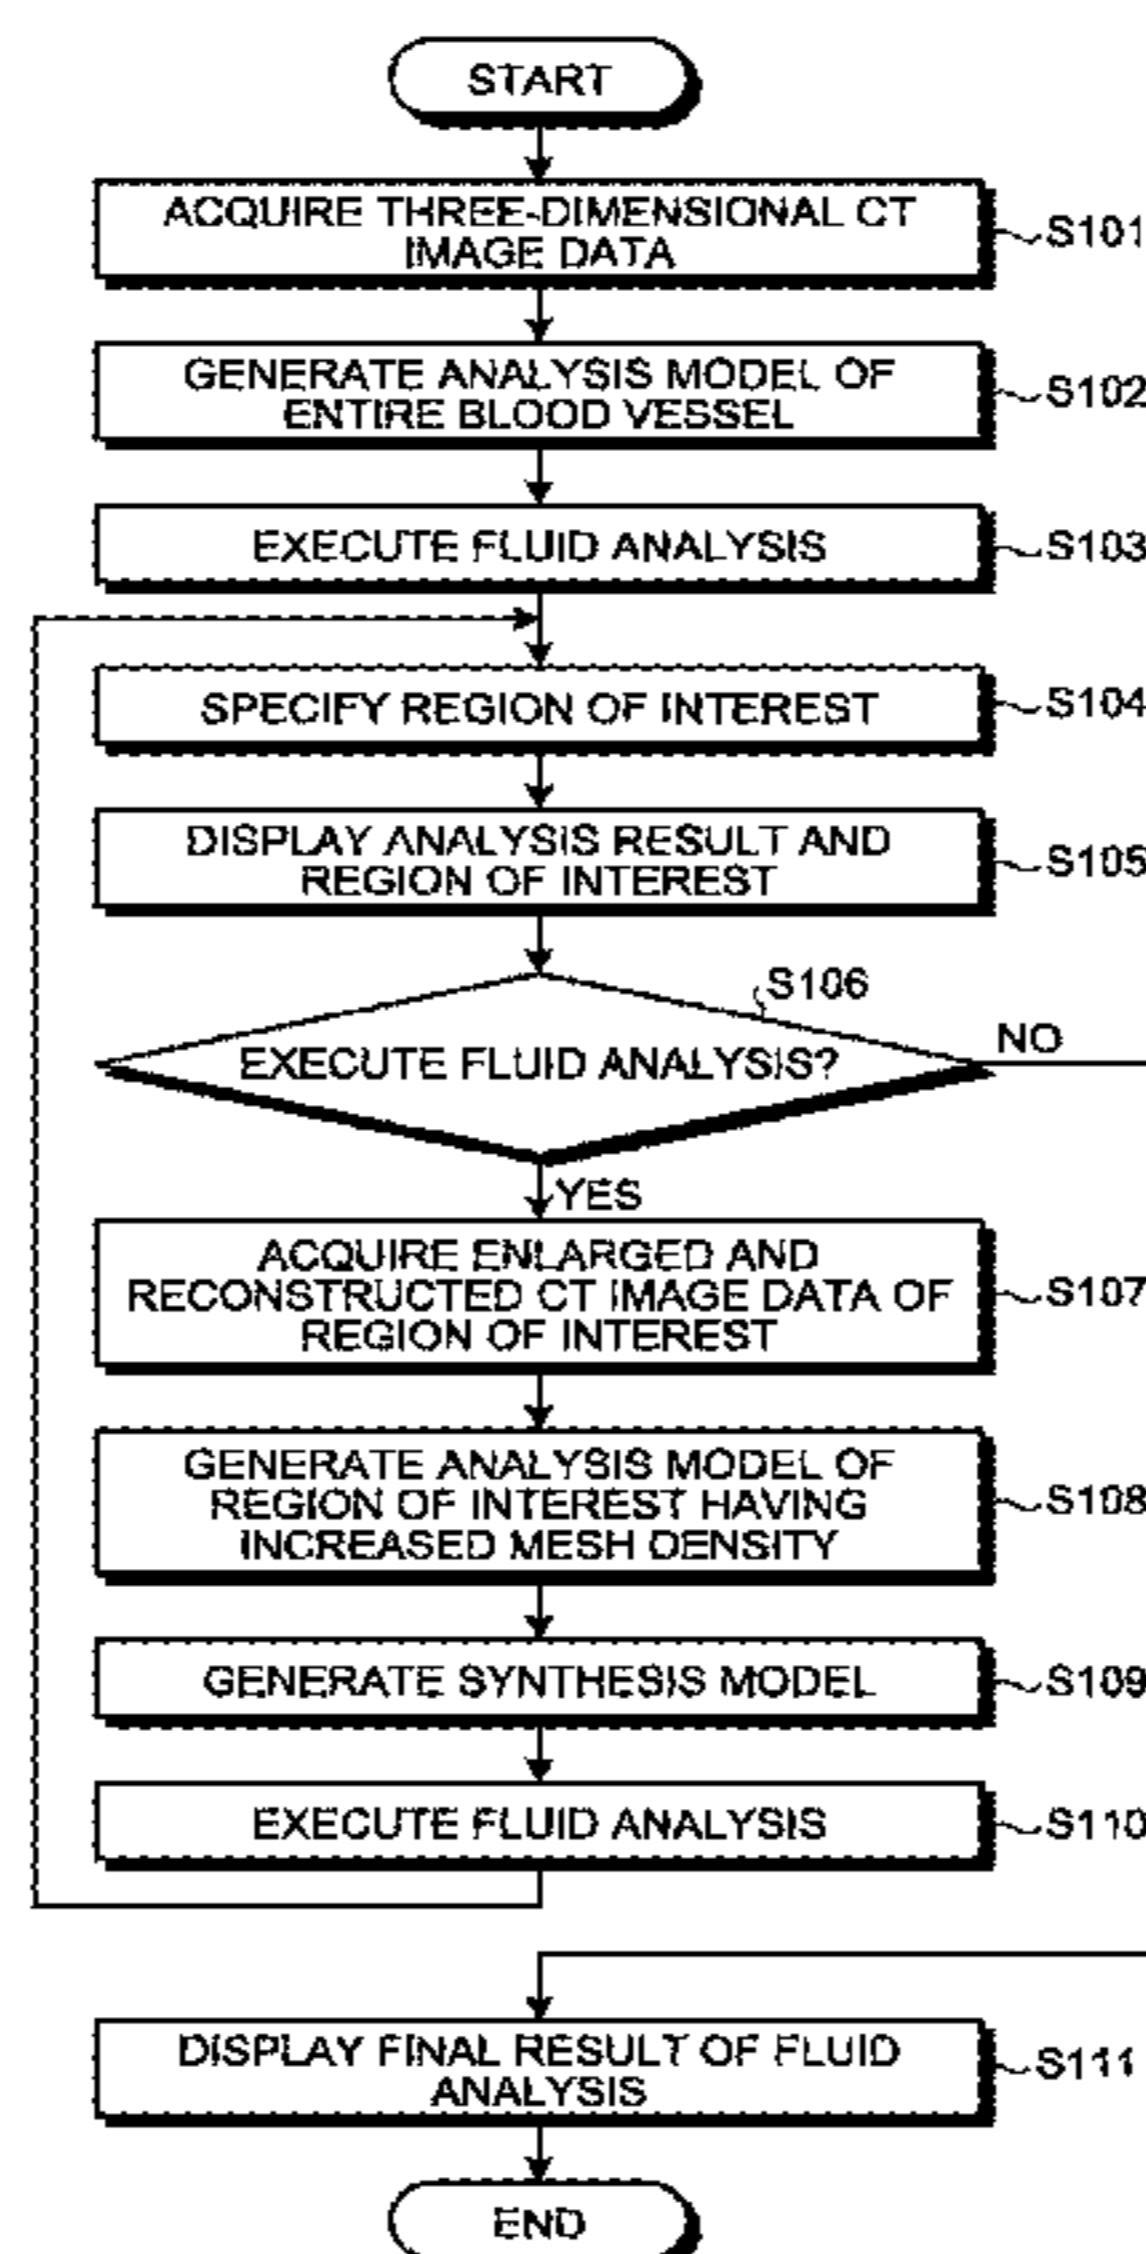 START
ACQUIRE THREE-DIMENSIONAL CT
IMAGE DATA
S101
GENERATE ANALYSIS MODEL OF
ENTIRE BLOOD VESSEL
S102
EXECUTE FLUID ANALYSIS
S103
SPECIFY REGION OF INTEREST
S104
DISPLAY ANALYSIS RESULT AND
REGION OF INTEREST
S105
S106
EXECUTE FLUID ANALYSIS?
NO
YES
ACQUIRE ENLARGED AND
RECONSTRUCTED CT IMAGE DATA OF
REGION OF INTEREST
S107
GENERATE ANALYSIS MODEL OF
REGION OF INTEREST HAVING
INCREASED MESH DENSITY
S108
GENERATE SYNTHESIS MODEL
S109
EXECUTE FLUID ANALYSIS
S110
DISPLAY FINAL RESULT OF FLUID
ANALYSIS
S111
END